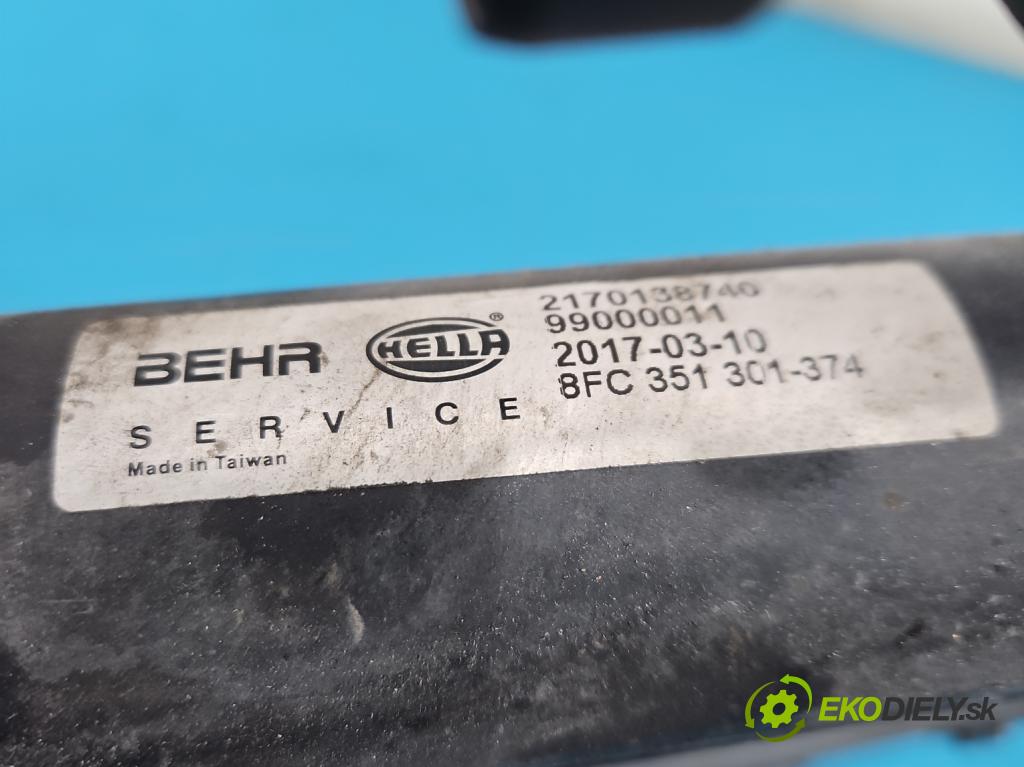 2170138740
99000011
BEHR HELLA®
2017-03-10
8FC 351 301-374
SERVICE
Made in Taiwan
EKODIELY.sk